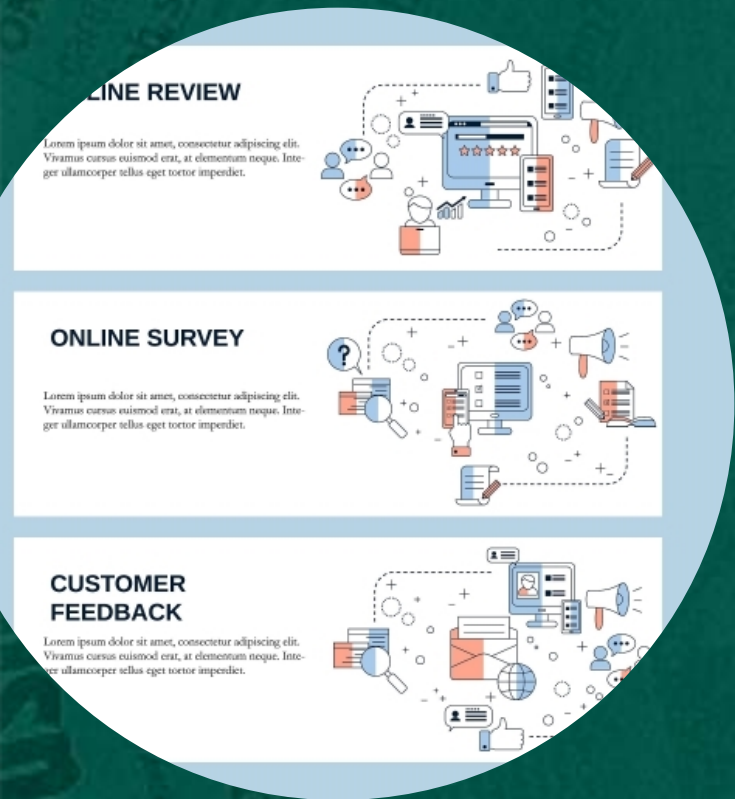 LINE REVIEW
Lorem ipsum dolor sit amet, consectetur adipiscing elit.
Vivamus cursus euismod erat, at elementum neque. Inte-
ger ullamcorper tellus eget tortor imperdiet.
ONLINE SURVEY
?
Lorem ipsum dolor sit amet, consectetur adipiscing elit.
Vivamus cursus euismod erat, at elementum neque. Inte-
ger ullamcorper tellus eget tortor imperdiet.
CUSTOMER
FEEDBACK
Lorem ipsum dolor sit amet, consectetur adipiscing elit.
Vivamus cursus euismod erat, at elementum neque. Inte-
ger ullamcorper tellus eget tortor imperdiet.